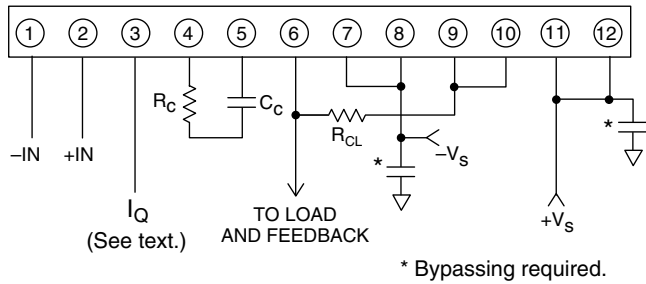 1 2 3 4 5 6 7 8 9 10 11 12
R_C
C_C
R_CL
–V_S
*
*
–IN
+IN
I_Q
(See text.)
TO LOAD
AND FEEDBACK
+V_S
* Bypassing required.